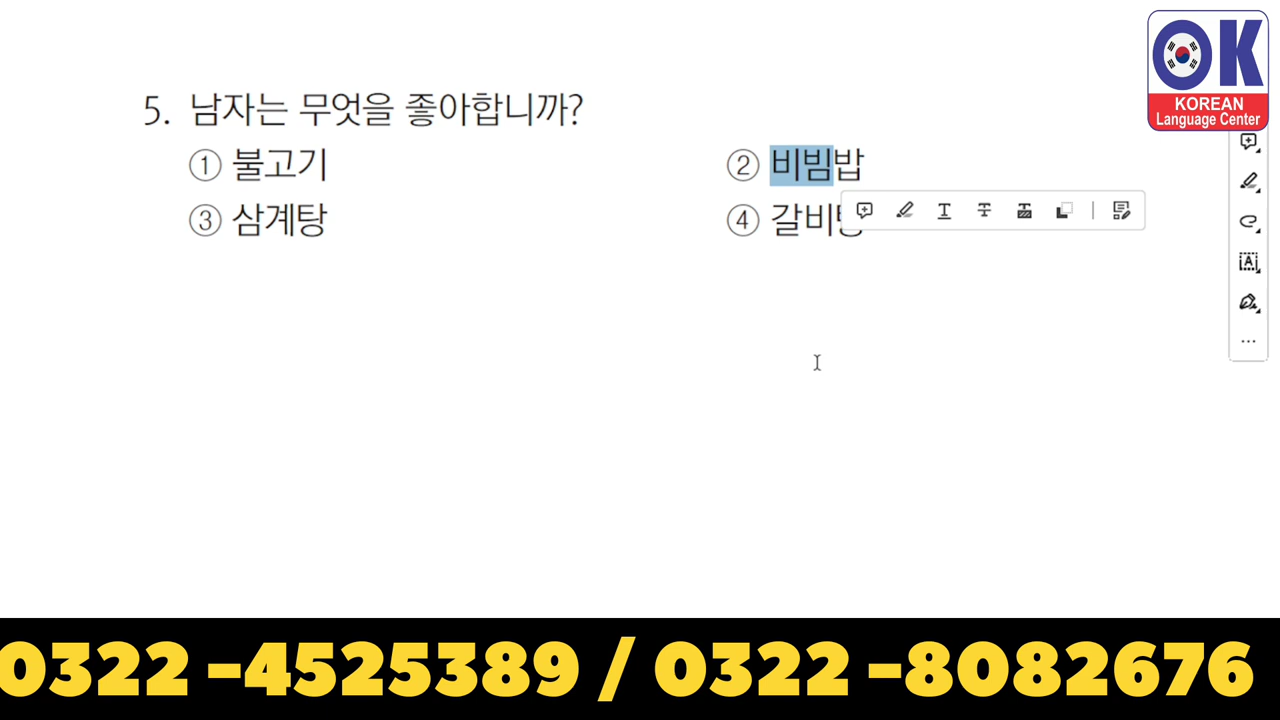 OK
KOREAN
Language Center
5. 남자는 무엇을 좋아합니까?
① 불고기
② 비빔밥
③ 삼계탕
④ 갈비
0322 -4525389 / 0322 -8082676